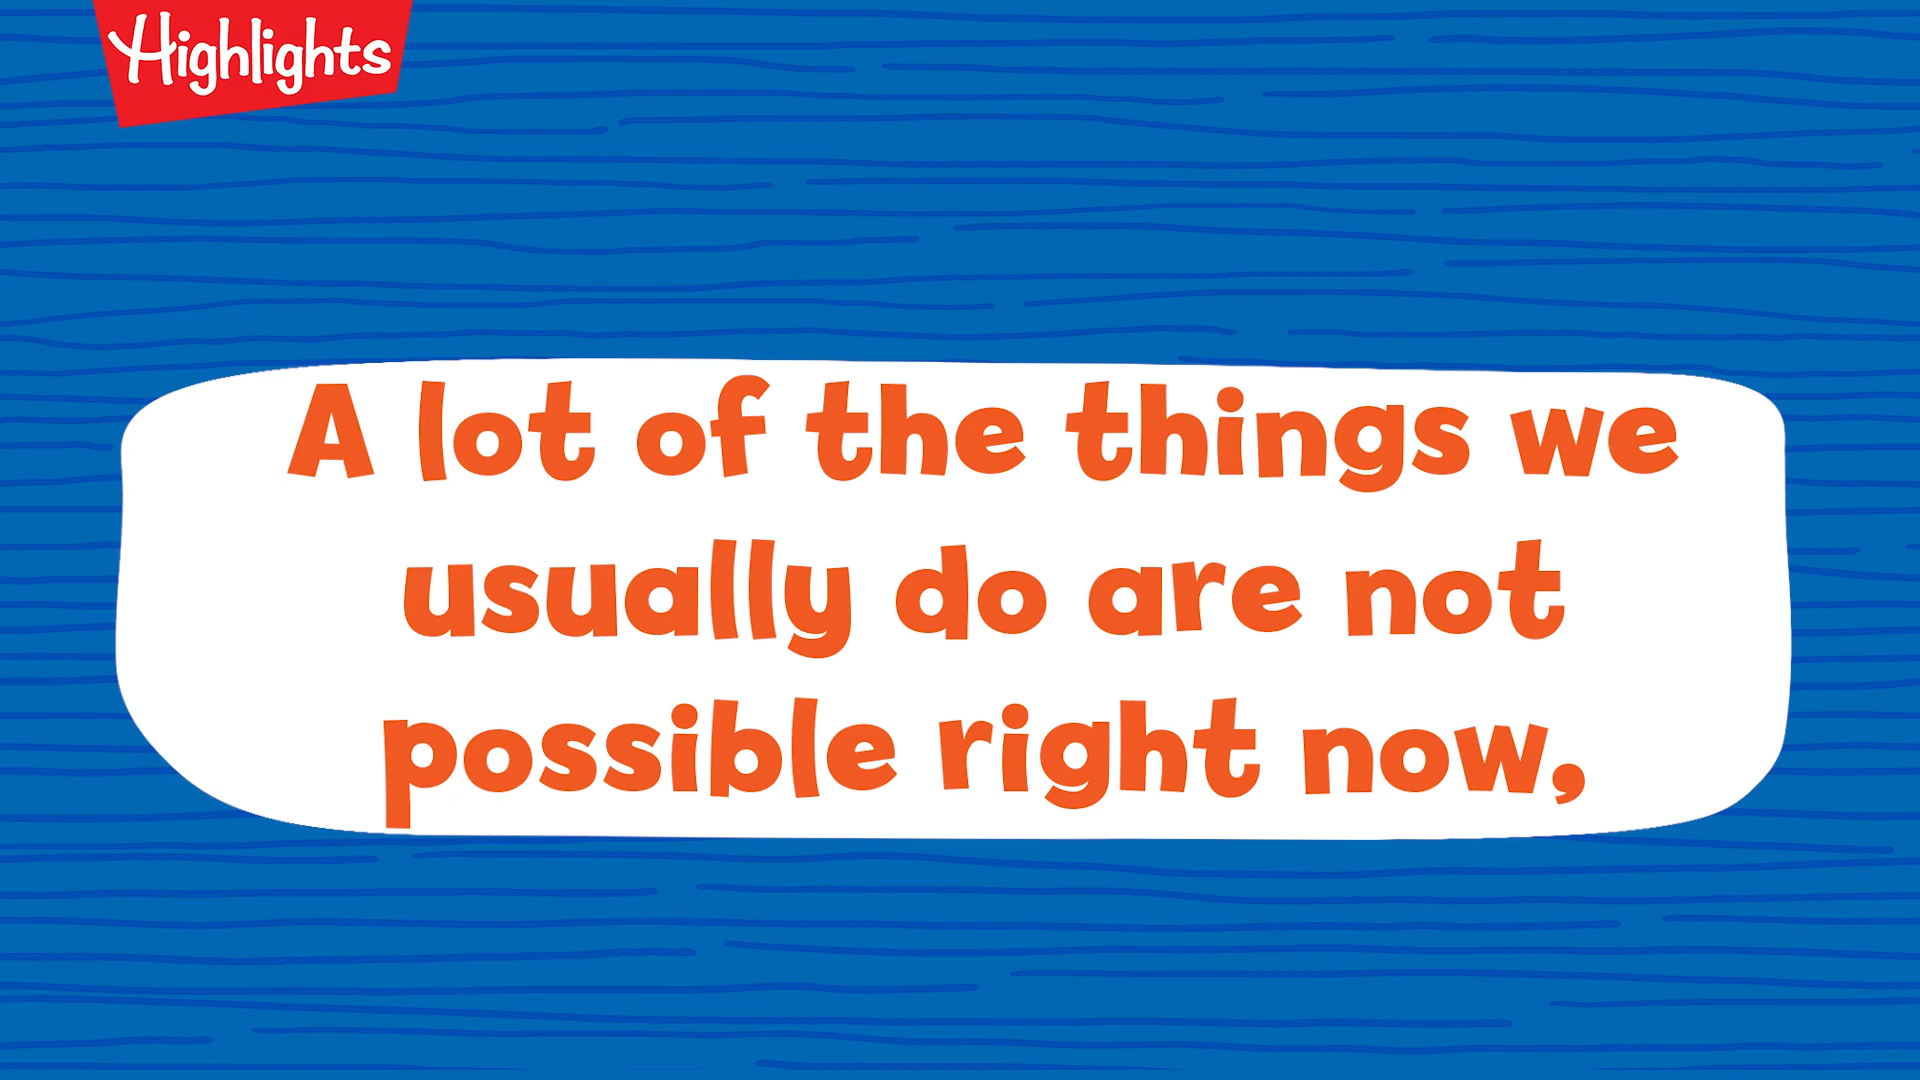 Highlights
A lot of the things we
usually do are not
possible right now,